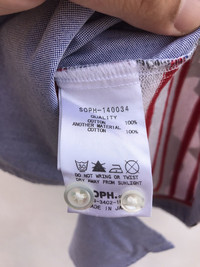 SOPH-140034
QUALITY
COTTON 100%
ANOTHER MATERIAL
COTTON 100%
DO NOT WRING OR TWIST
DRY AWAY FROM SUNLIGHT
SOPH.
MADE IN